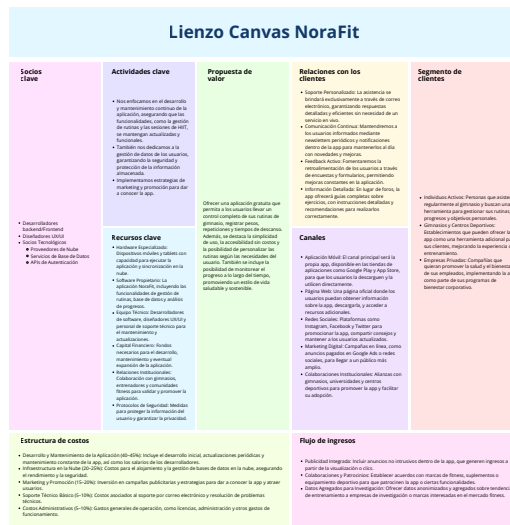 Lienzo Canvas NoraFit
Socios
clave
Desarrolladores
backend/Frontend
Diseñadores UI/UI
Socios Tecnológicos
Proveedores de Nube
Servicios de Base de Datos
APIs de Autenticación
Actividades clave
Nos enfocamos en el desarrollo
y mantenimiento continuo de la
aplicación, asegurando que las
funcionalidades, como la gestión
de rutinas y las sesiones de HIIT,
se mantengan actualizadas y
funcionales.
También nos dedicamos a la
gestión de datos de los usuarios,
garantizando la seguridad y
protección de la información
almacenada.
Implementamos estrategias de
marketing y promoción para dar
a conocer la app.
Recursos clave
Hardware Especializado:
Dispositivos móviles y tablets con
capacidad para ejecutar la
aplicación y sincronización en la
nube.
Software Propietario: La
aplicación NoraFit, incluyendo las
funcionalidades de gestión de
rutinas, base de datos y análisis
de progresos.
Equipo Técnico: Desarrolladores
de software, diseñadores UX/UI y
personal de soporte técnico para
el mantenimiento y
actualizaciones.
Capital Financiero: Fondos
necesarios para el desarrollo,
mantenimiento y eventual
expansión de la aplicación.
Relaciones Institucionales:
Colaboración con gimnasios,
entrenadores y comunidades
fitness para validar y promover la
aplicación.
Protocolos de Seguridad: Medidas
para proteger la información del
usuario y garantizar la privacidad.
Propuesta de
valor
Ofrecer una aplicación gratuita que
permita a los usuarios llevar un
control completo de sus rutinas de
gimnasio, registrar pesos,
repeticiones y tiempos de descanso.
Además, se destaca la simplicidad
de uso, la accesibilidad sin costos y
la posibilidad de personalizar las
rutinas según las necesidades del
usuario. También se incluye la
posibilidad de monitorear el
progreso a lo largo del tiempo,
promoviendo un estilo de vida
saludable y sostenible.
Relaciones con los
clientes
Soporte Personalizado: La asistencia se
brindará exclusivamente a través de correo
electrónico, garantizando respuestas
detalladas y eficientes sin necesidad de un
servicio en vivo.
Comunicación Continua: Mantendremos a
los usuarios informados mediante
newsletters periódicos y notificaciones
dentro de la app para mantenerlos al día
con novedades y mejoras.
Feedback Activo: Fomentaremos la
retroalimentación de los usuarios a través
de encuestas y formularios, permitiendo
mejoras constantes en la aplicación.
Información Detallada: En lugar de foros, la
app ofrecerá guías completas sobre
ejercicios, con instrucciones detalladas y
recomendaciones para realizarlos
correctamente.
Canales
Aplicación Móvil: El canal principal será la
propia app, disponible en las tiendas de
aplicaciones como Google Play y App Store,
para que los usuarios la descarguen y la
utilicen directamente.
Página Web: Una página oficial donde los
usuarios puedan obtener información
sobre la app, descargarla, y acceder a
recursos adicionales.
Redes Sociales: Plataformas como
Instagram, Facebook y Twitter para
promocionar la app, compartir consejos y
mantener a los usuarios actualizados.
Marketing Digital: Campañas en línea, como
anuncios pagados en Google Ads o redes
sociales, para llegar a un público más
amplio.
Colaboraciones Institucionales: Alianzas con
gimnasios, universidades y centros
deportivos para promover la app y facilitar
su adopción.
Segmento de
clientes
Individuos Activos: Personas que asisten
regularmente al gimnasio y buscan una
herramienta para gestionar sus rutinas,
progreso y objetivos personales.
Gimnasios y Centros Deportivos:
Establecimientos que pueden ofrecer la
app como una herramienta adicional pa
sus clientes, mejorando la experiencia d
entrenamiento.
Empresas Privadas: Compañías que
quieran promover la salud y el bienesta
de sus empleados, implementando la a
como parte de sus programas de
bienestar corporativo.
Estructura de costos
Desarrollo y Mantenimiento de la Aplicación (40–45%): Incluye el desarrollo inicial, actualizaciones periódicas y
mantenimiento constante de la app, así como los salarios de los desarrolladores.
Infraestructura en la Nube (20–25%): Costos para el alojamiento y la gestión de bases de datos en la nube, asegurando
el rendimiento y la seguridad.
Marketing y Promoción (15–20%): Inversión en campañas publicitarias y estrategias para dar a conocer la app y atraer
usuarios.
Soporte Técnico Básico (5–10%): Costos asociados al soporte por correo electrónico y resolución de problemas
técnicos.
Costos Administrativos (5–10%): Gastos generales de operación, como licencias, administración y otros gastos de
funcionamiento.
Flujo de ingresos
Publicidad Integrada: Incluir anuncios no intrusivos dentro de la app, que generen ingresos a
partir de la visualización o clics.
Colaboraciones y Patrocinios: Establecer acuerdos con marcas de fitness, suplementos o
equipamiento deportivo para que patrocinen la app o ciertas funcionalidades.
Datos Agregados para Investigación: Ofrecer datos anonimizados y agregados sobre tendencia
de entrenamiento a empresas de investigación o marcas interesadas en el mercado fitness.